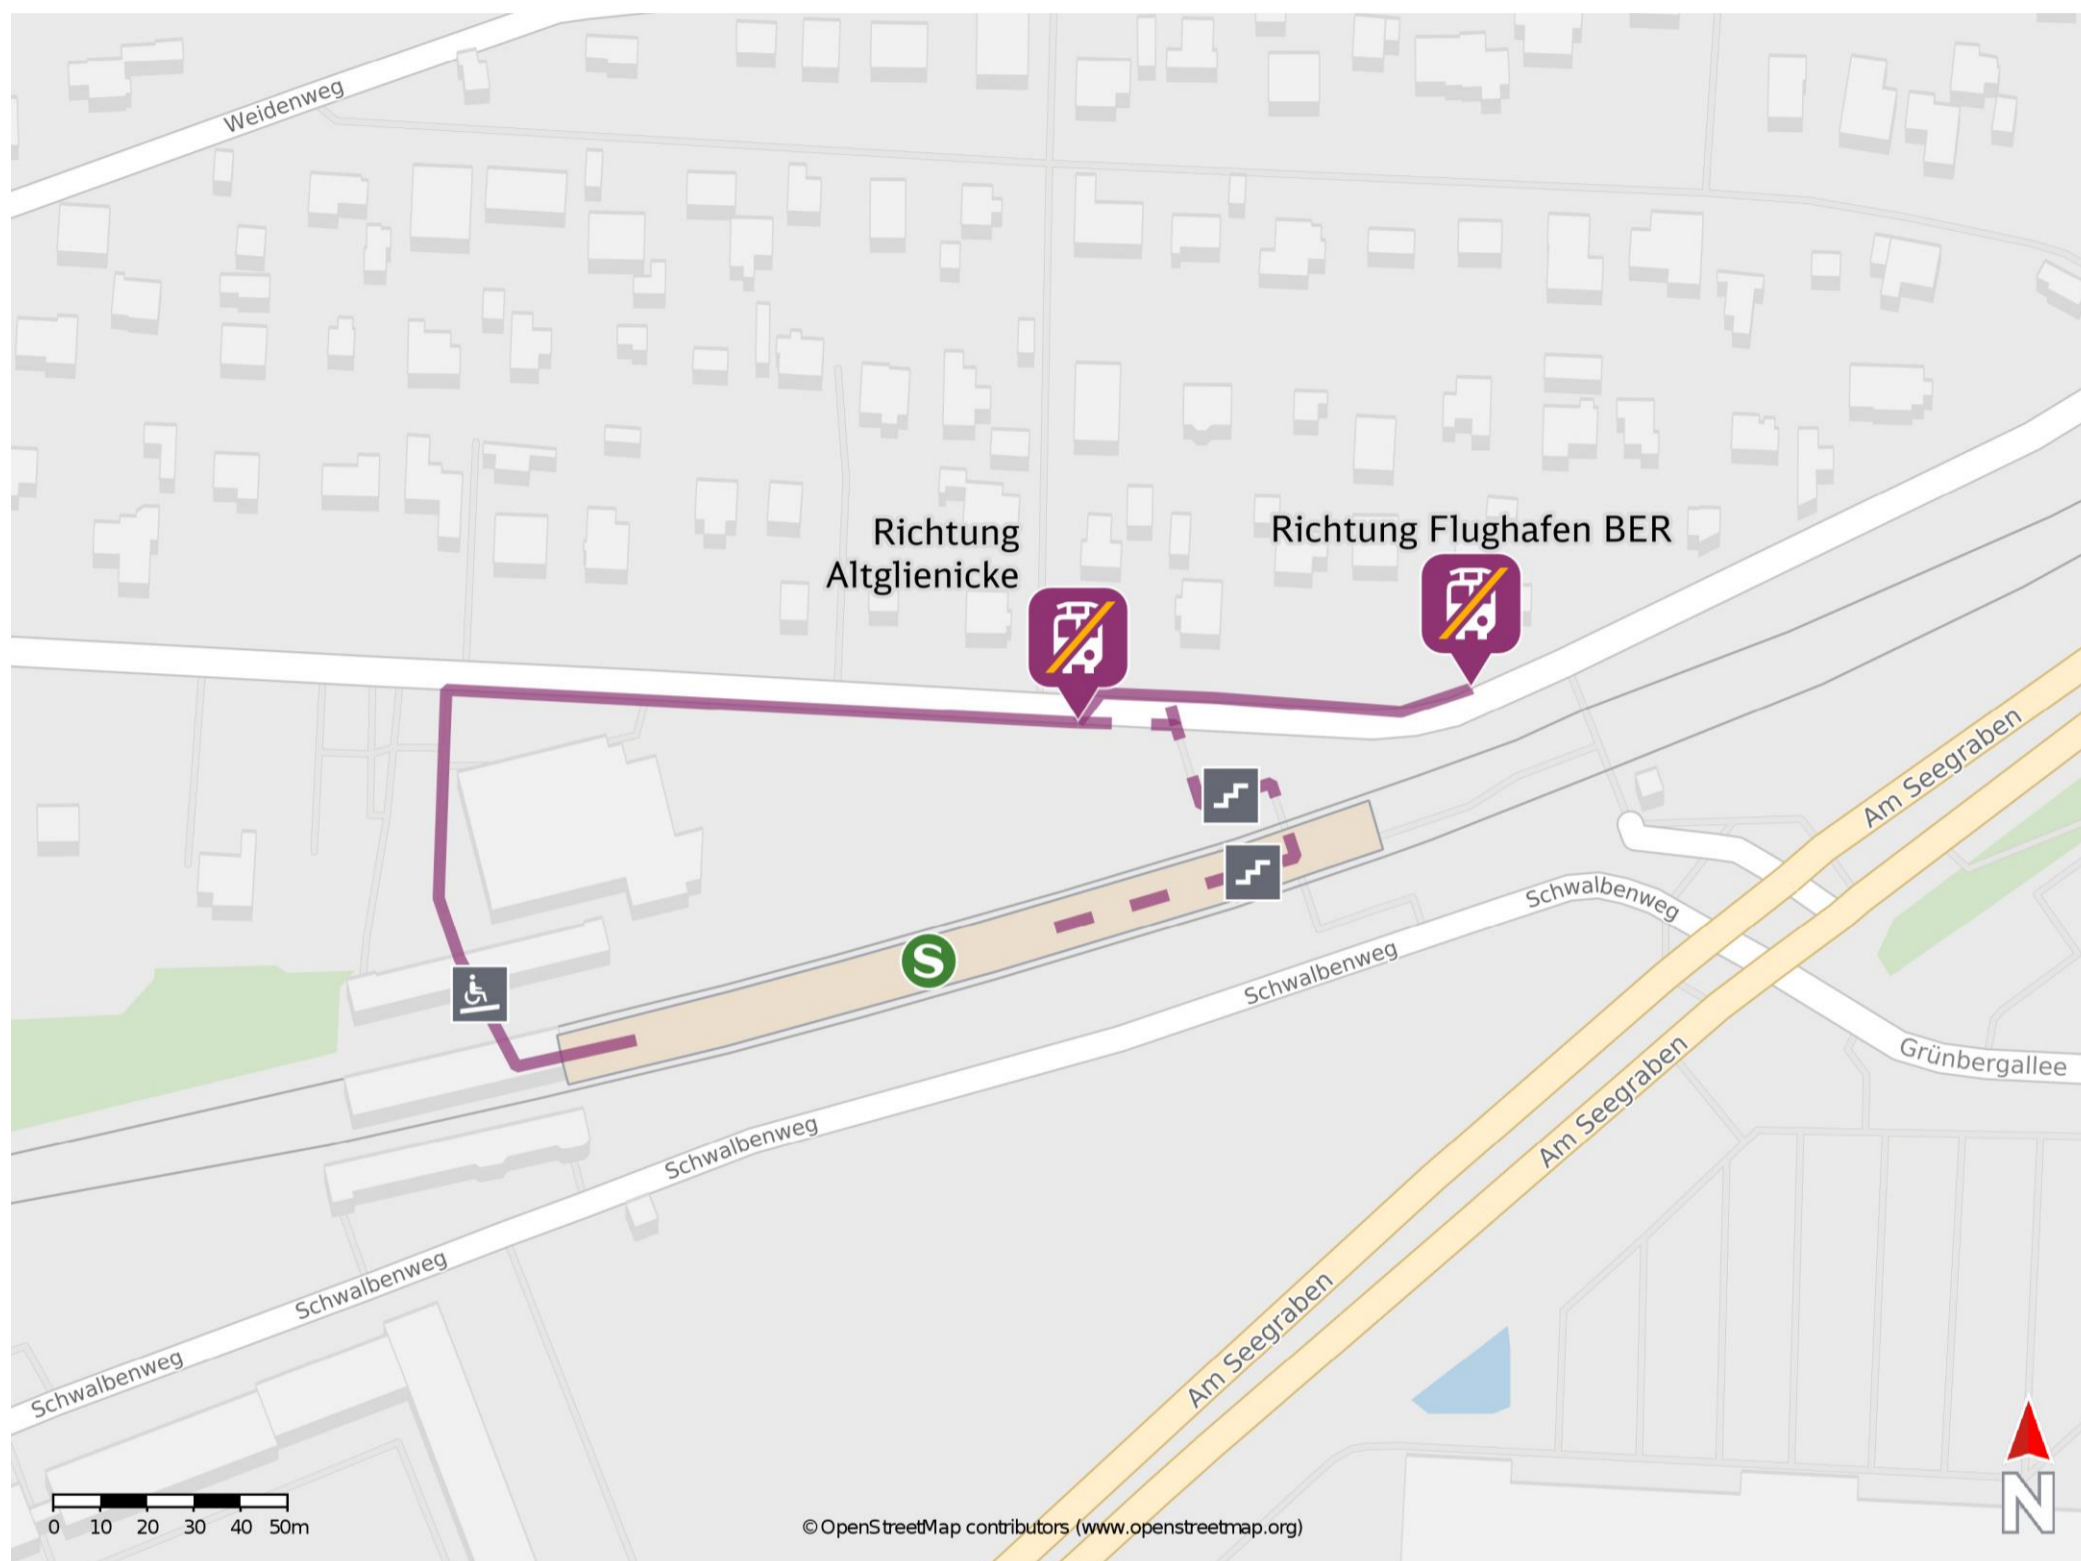 Weidenweg
Richtung
Altglienicke
Richtung Flughafen BER
Am Seegraben
Schwalbenweg
S
Schwalbenweg
Grünbergallee
Am Seegraben
Schwalbenweg
Schwalbenweg
Am Seegraben
Schwalbenweg
N
0 10 20 30 40 50m
© OpenStreetMap contributors (www.openstreetmap.org)